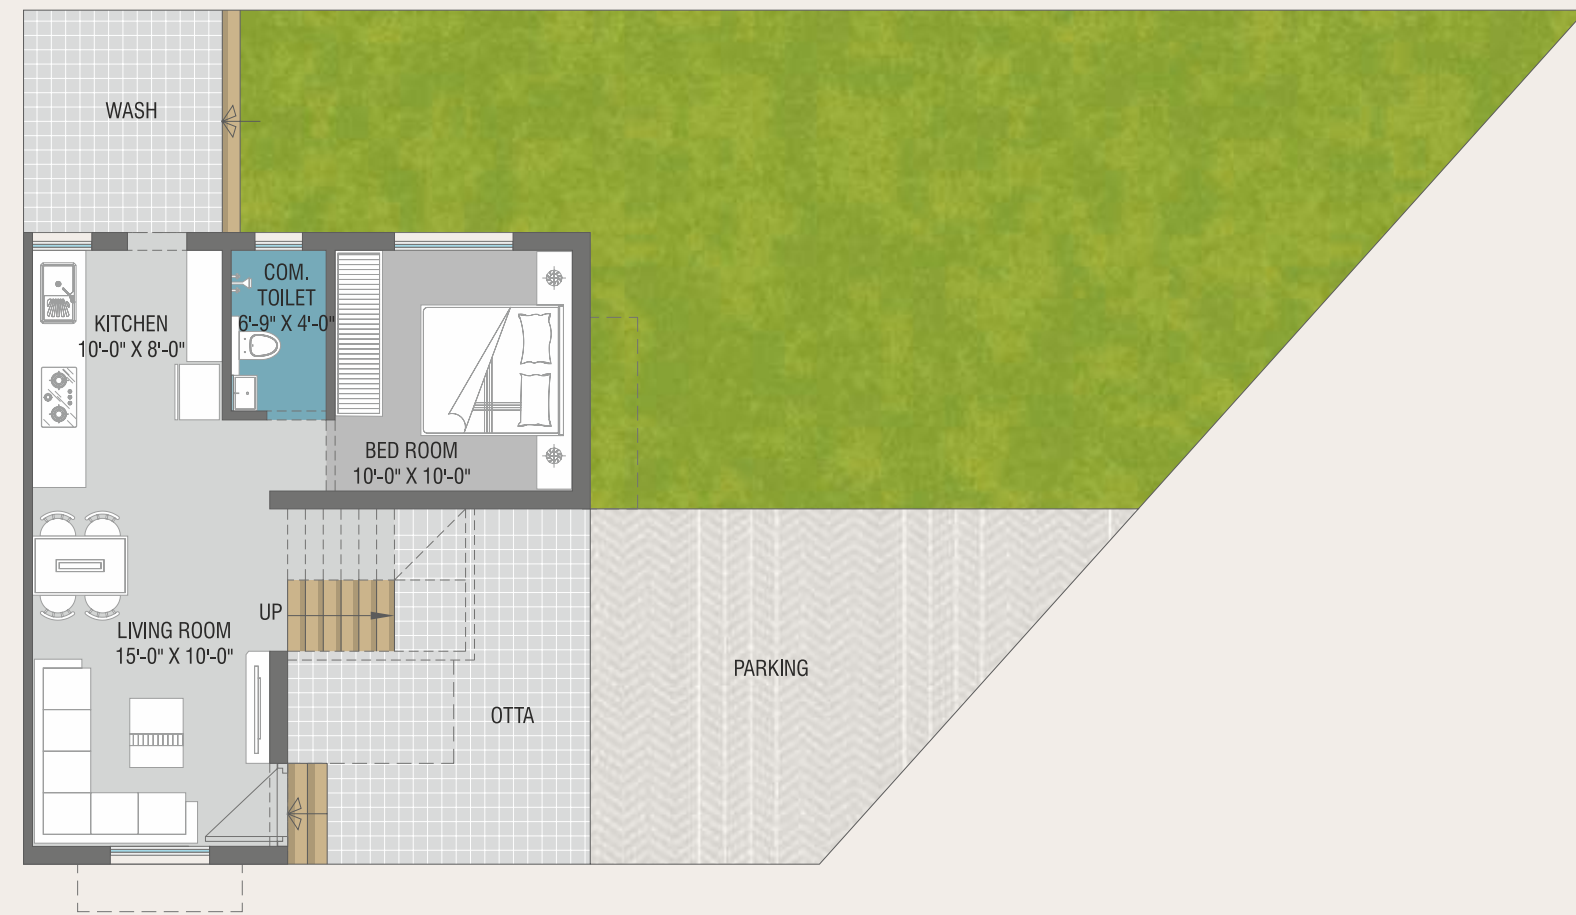 WASH
COM.
TOILET
6'-9" X 4'-0"
KITCHEN
10'-0" X 8'-0"
BED ROOM
10'-0" X 10'-0"
UP
LIVING ROOM
15'-0" X 10'-0"
PARKING
OTTA